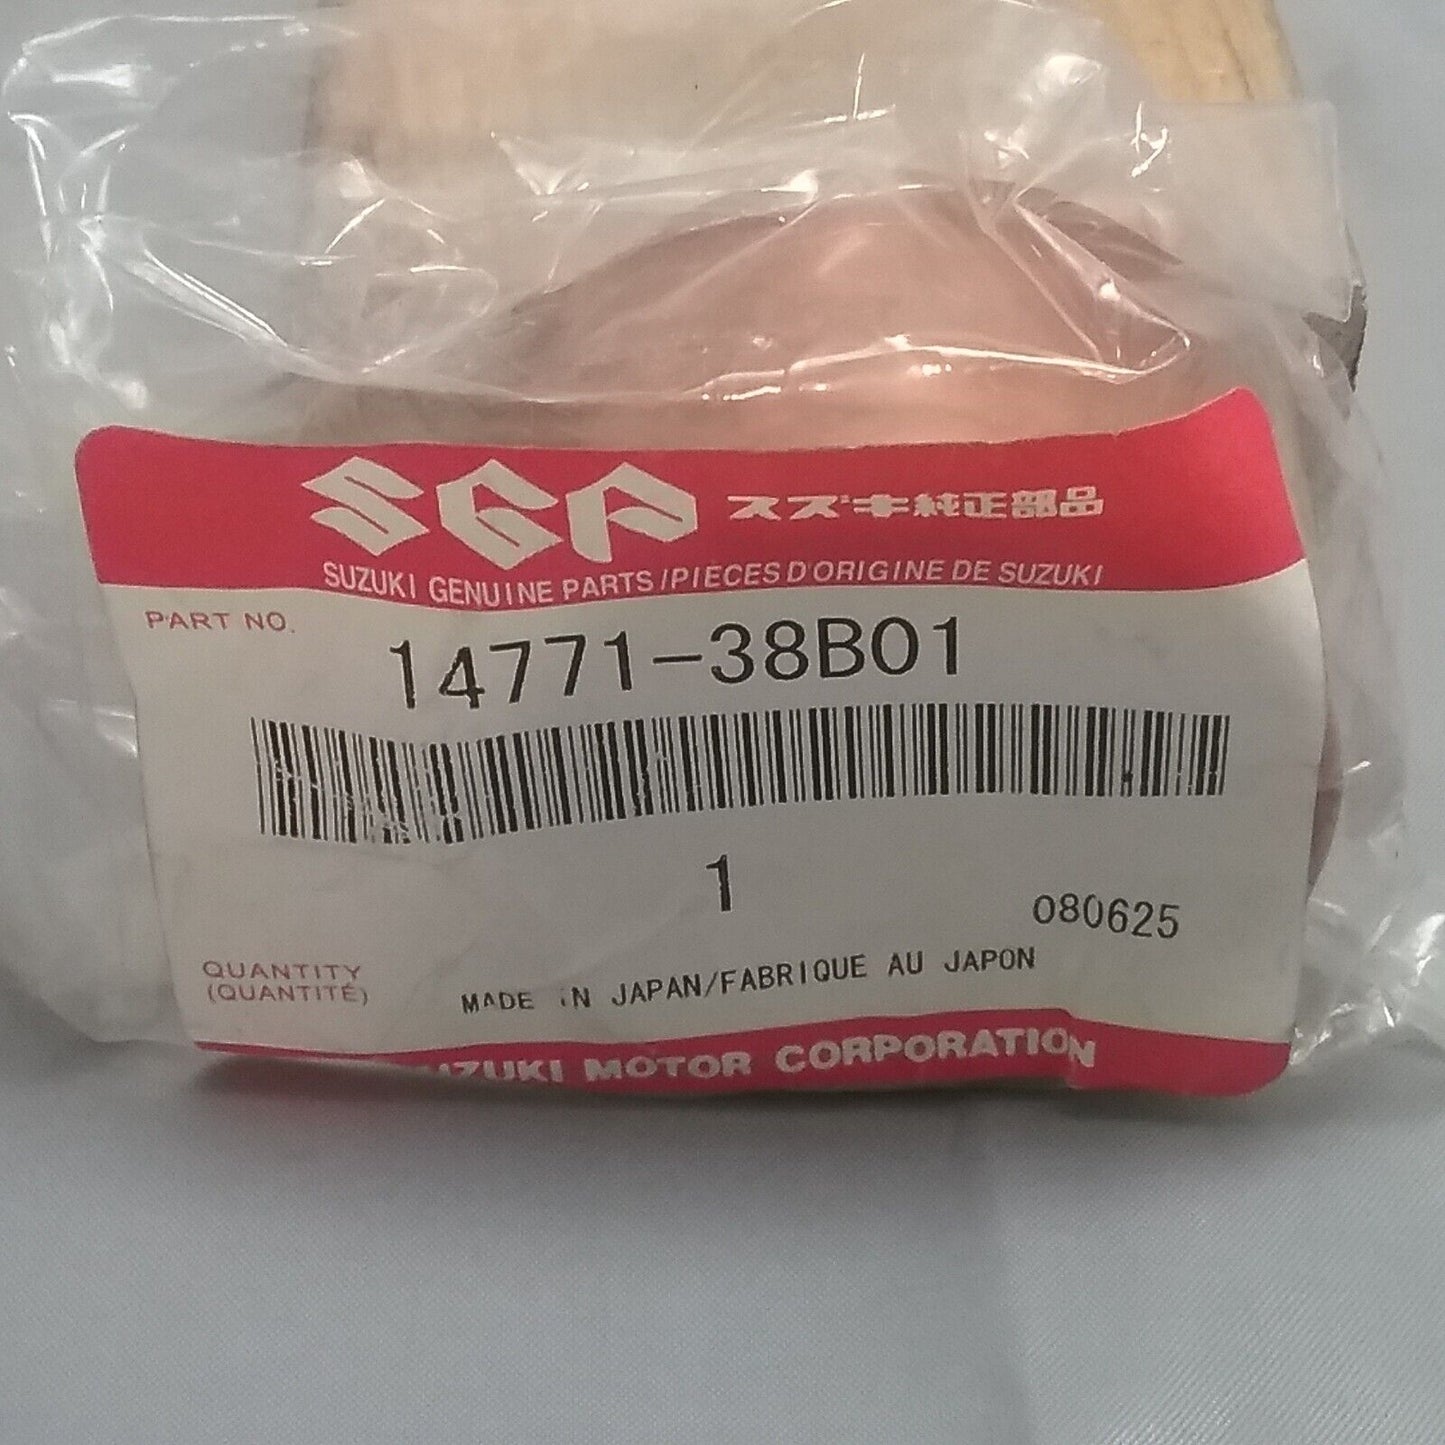 SGP スズキ純正部品
SUZUKI GENUINE PARTS/PIECES D'ORIGINE DE SUZUKI
PART NO.
14771-38B01
1
080625
QUANTITY
(QUANTITÉ)
MADE IN JAPAN/FABRIQUE AU JAPON
SUZUKI MOTOR CORPORATION